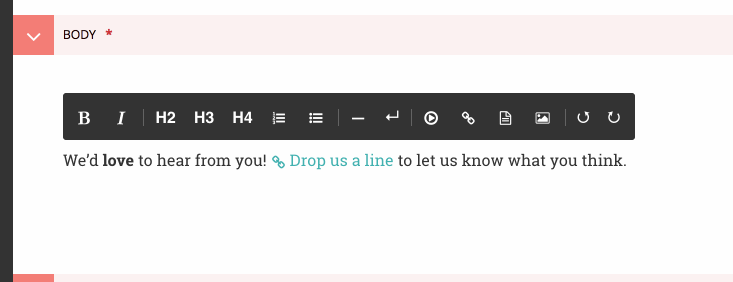 BODY *
B I H2 H3 H4
We’d love to hear from you! Drop us a line to let us know what you think.